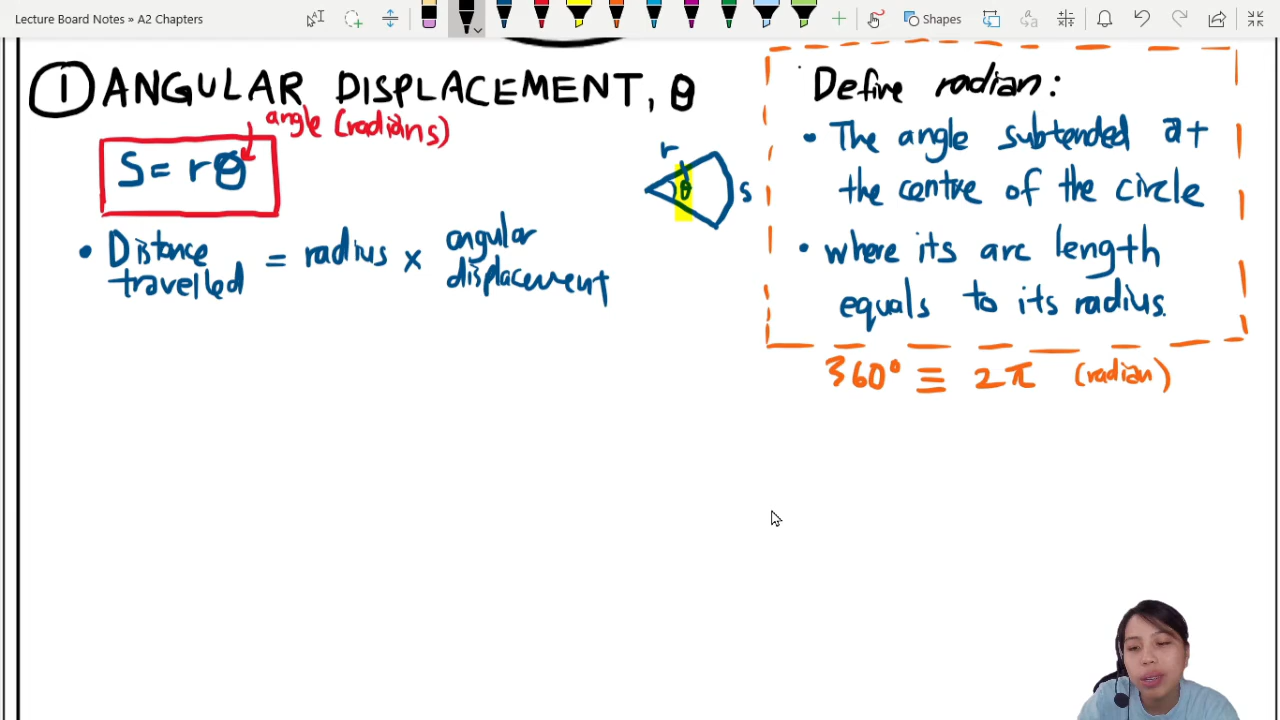 Lecture Board Notes » A2 Chapters
Shapes
① ANGULAR DISPLACEMENT, θ
angle (radians)
S = rθ
r
θ
s
• Distance travelled = radius × angular displacement
Define radian:
• The angle subtended at
the centre of the circle
• where its arc length
equals to its radius.
360° ≡ 2π (radian)